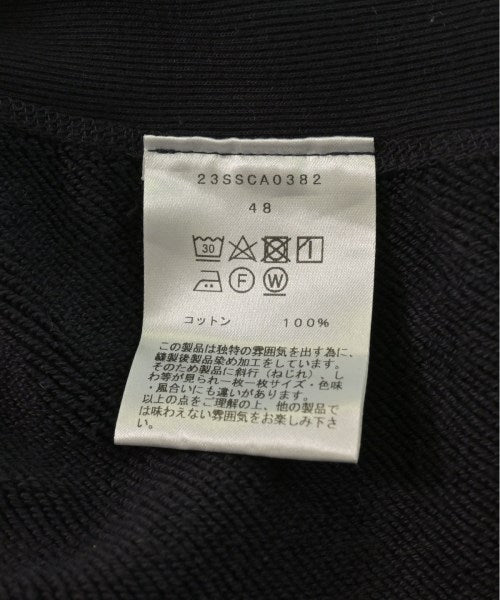 23SSCA0382
48
30
F W
コットン 100%
この製品は独特の雰囲気を出す為に、
縫製後製品染め加工をしています。
そのため製品に斜行（ねじれ）、し
わ等が見られ一枚一枚サイズ・色味
・風合いにも違いがあります。
以上の点をご理解の上、他の製品で
は味わえない雰囲気をお楽しみ下さ
い。